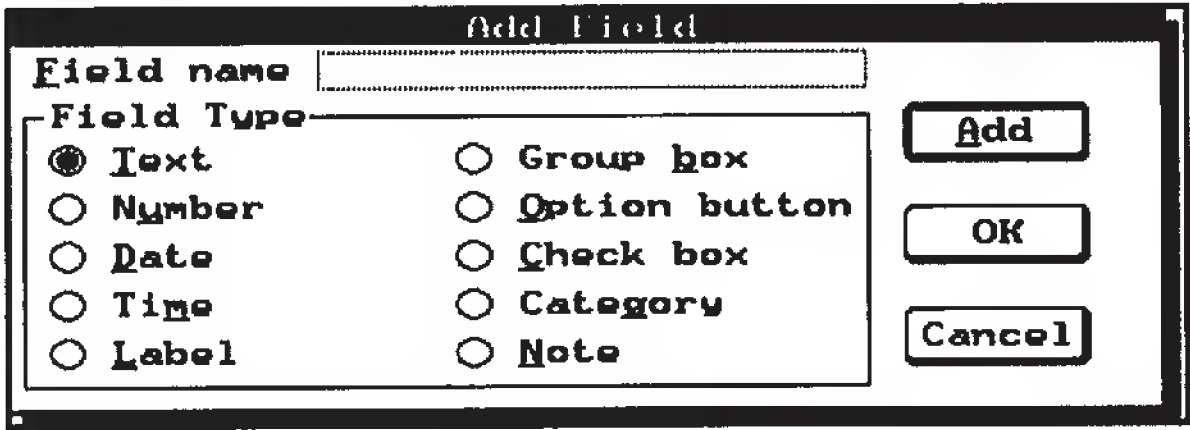 Add Field
Field name
Field Type
Text
Number
Date
Time
Label
Group box
Option button
Check box
Category
Note
Add
OK
Cancel